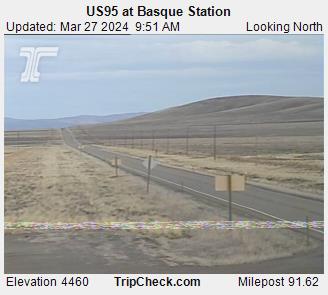 US95 at Basque Station
Updated: Mar 27 2024 9:51 AM Looking North
Elevation 4460 TripCheck.com Milepost 91.62